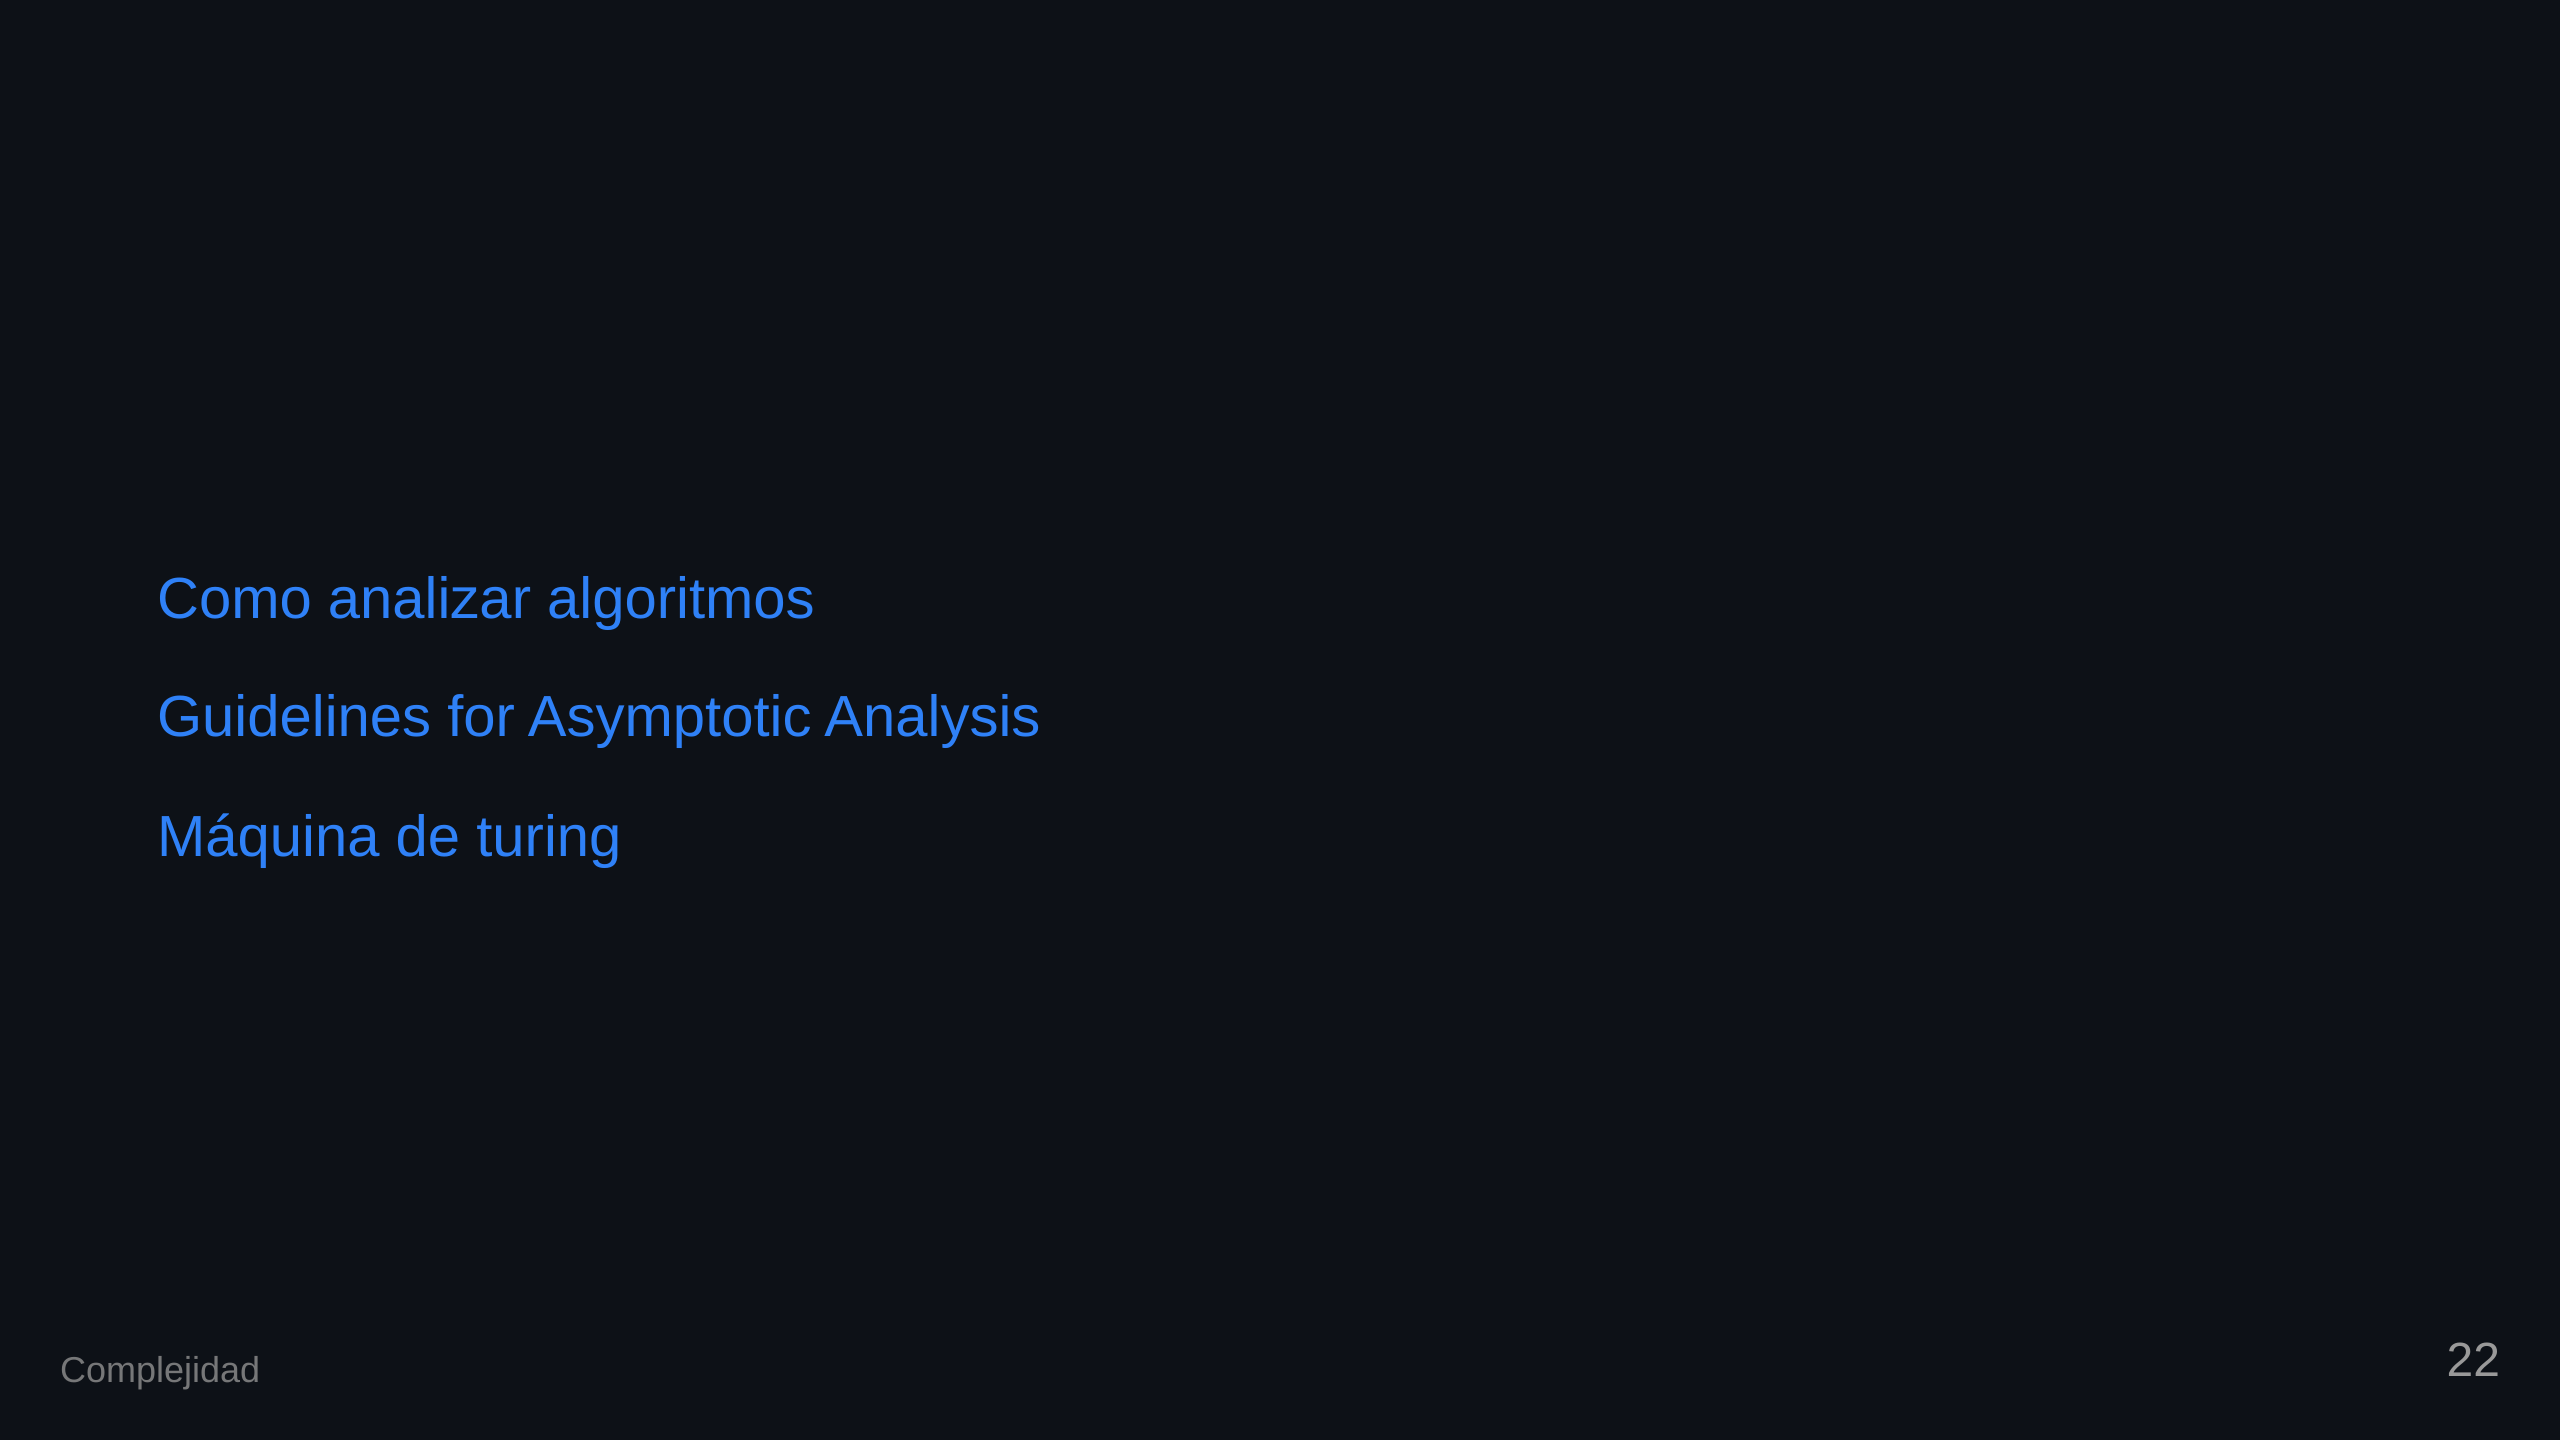 Como analizar algoritmos
Guidelines for Asymptotic Analysis
Máquina de turing
Complejidad
22